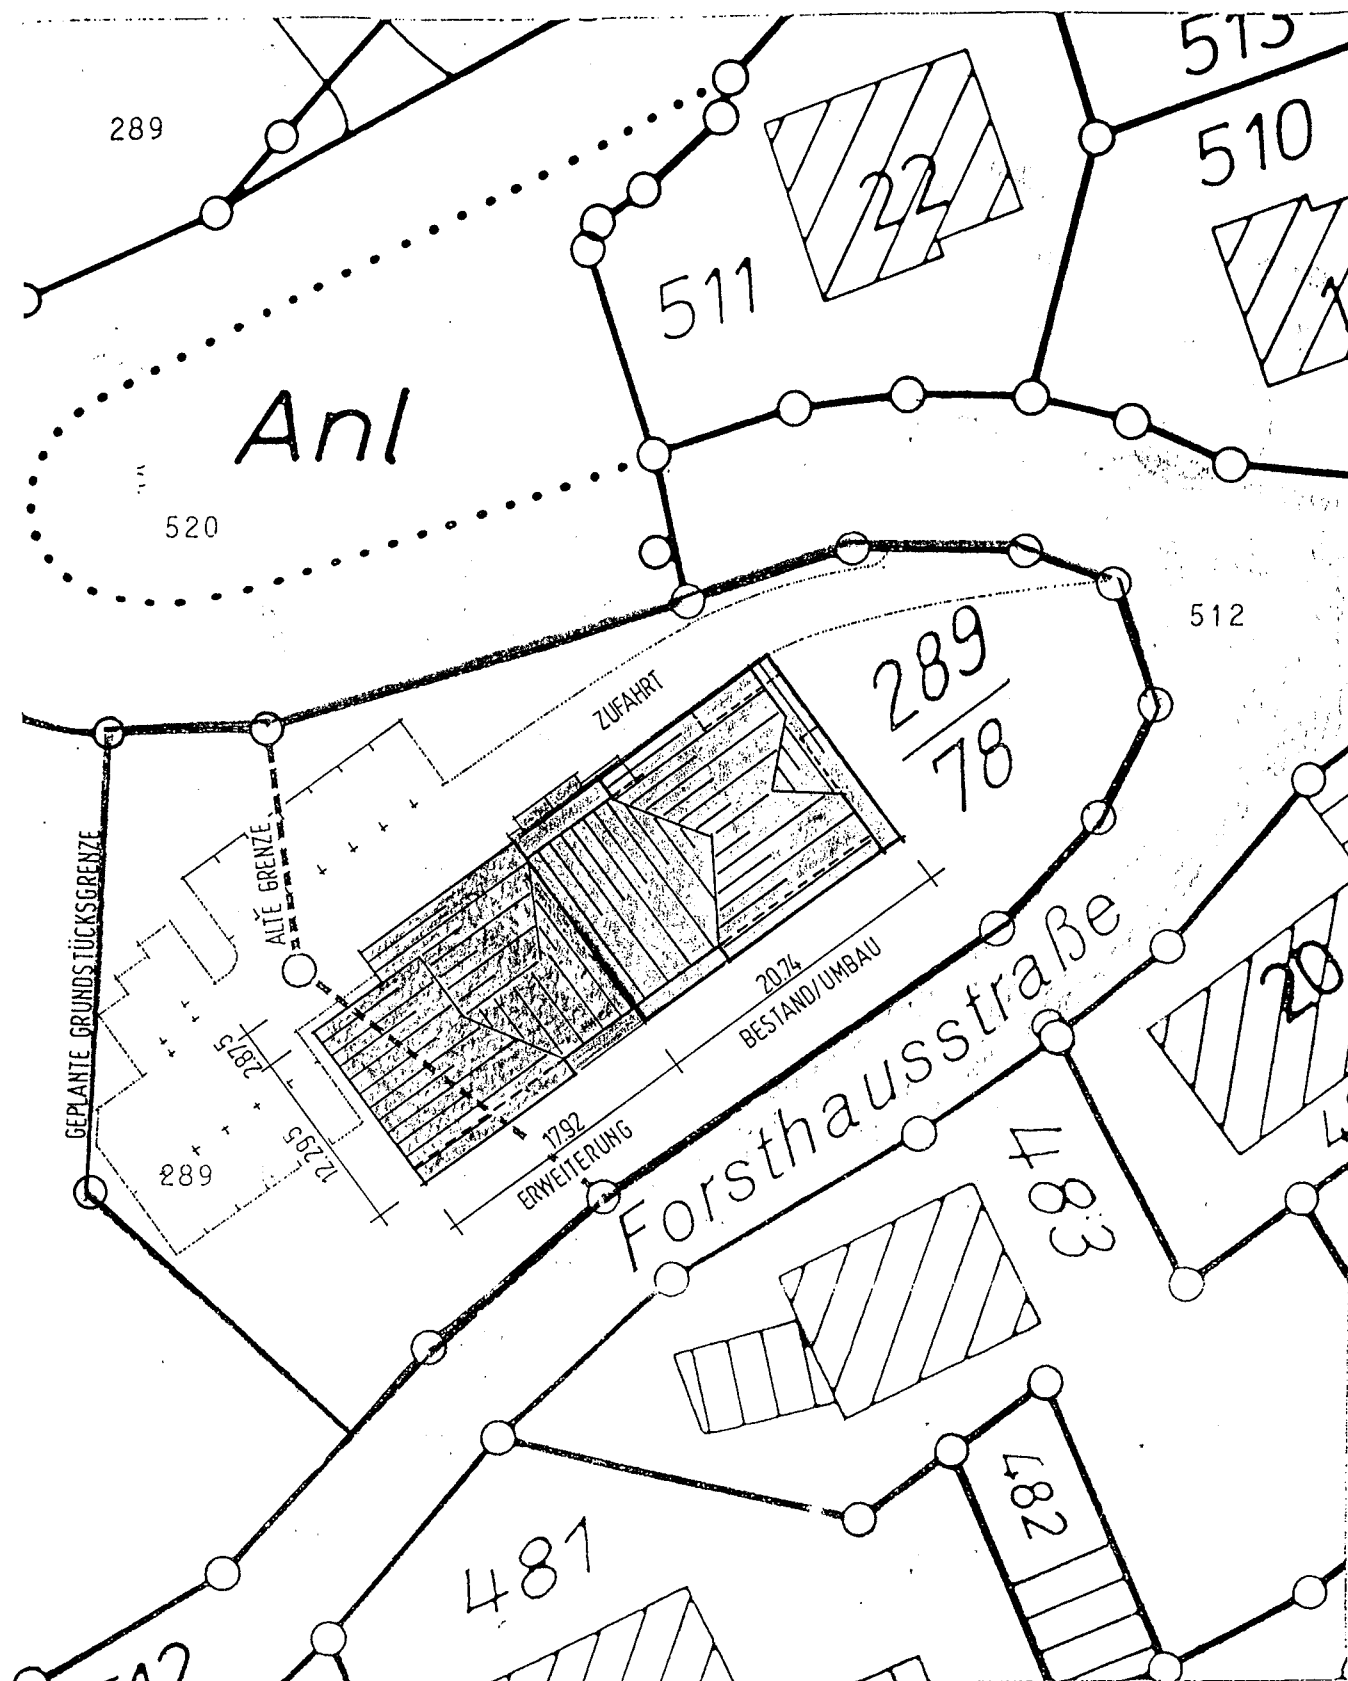 513
289
510
22
511
Anl
520
512
289
78
ZUFAHRT
ALTE GRENZE
GEPLANTE GRUNDSTÜCKSGRENZE
20
20.74
BESTAND/UMBAU
2.875
12.295
17.92
ERWEITERUNG
289
Forsthausstraße
483
482
481